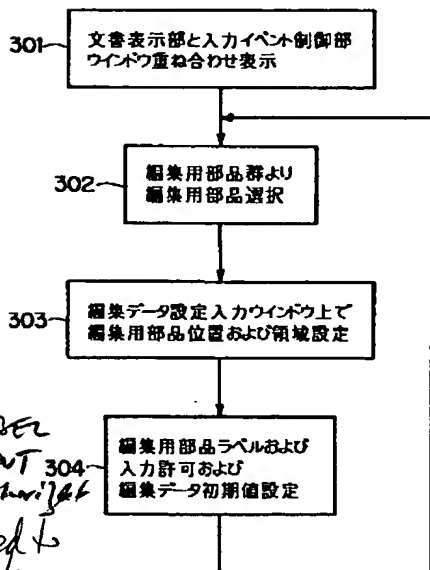 301
文書表示部と入力イベント制御部
ウインドウ重ね合わせ表示
302
編集用部品群より
編集用部品選択
303
編集データ設定入力ウインドウ上で
編集用部品位置および領域設定
304
編集用部品ラベルおよび
入力許可および
編集データ初期値設定